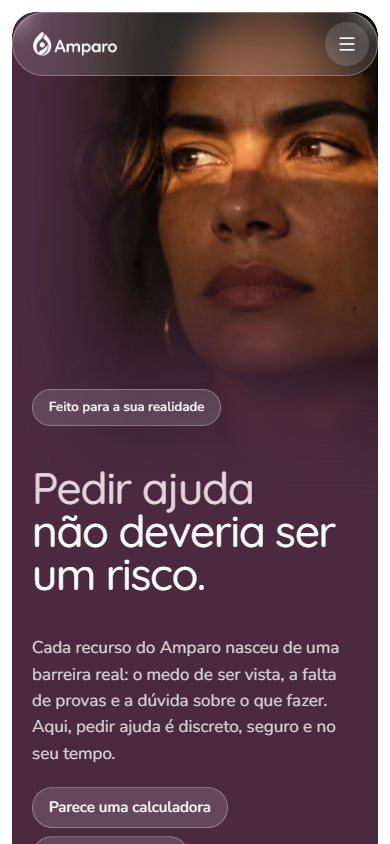 Amparo
Feito para a sua realidade
Pedir ajuda
não deveria ser
um risco.
Cada recurso do Amparo nasceu de uma
barreira real: o medo de ser vista, a falta
de provas e a dúvida sobre o que fazer.
Aqui, pedir ajuda é discreto, seguro e no
seu tempo.
Parece uma calculadora